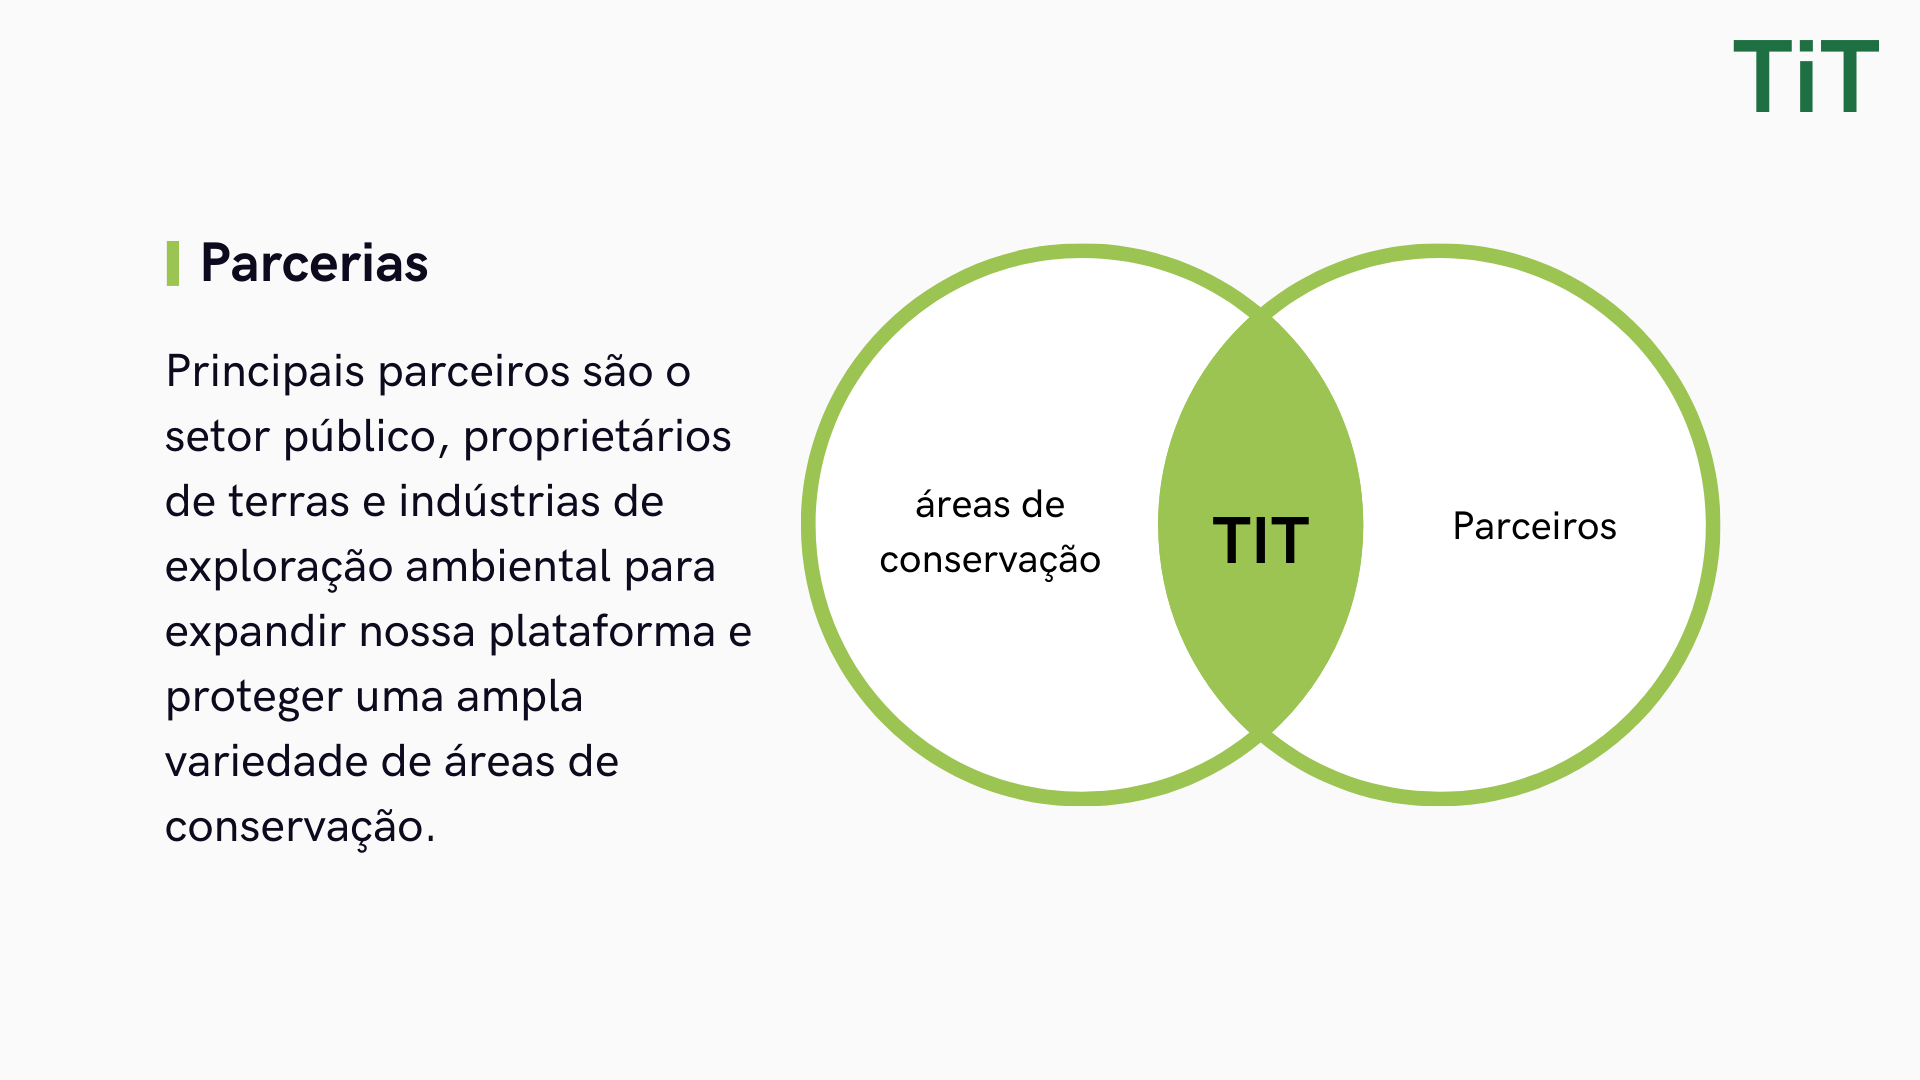 TiT
Parcerias
Principais parceiros são o
setor público, proprietários
de terras e indústrias de
exploração ambiental para
expandir nossa plataforma e
proteger uma ampla
variedade de áreas de
conservação.
áreas de
conservação
TIT
Parceiros